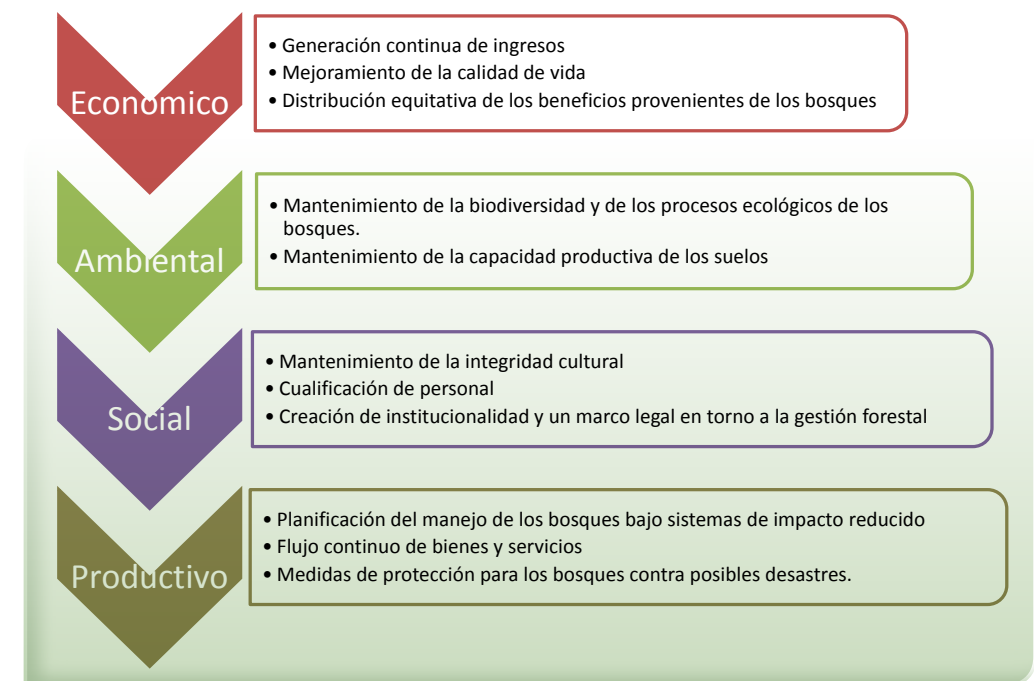 Económico
• Generación continua de ingresos
• Mejoramiento de la calidad de vida
• Distribución equitativa de los beneficios provenientes de los bosques
Ambiental
• Mantenimiento de la biodiversidad y de los procesos ecológicos de los
bosques.
• Mantenimiento de la capacidad productiva de los suelos
Social
• Mantenimiento de la integridad cultural
• Cualificación de personal
• Creación de institucionalidad y un marco legal en torno a la gestión forestal
Productivo
• Planificación del manejo de los bosques bajo sistemas de impacto reducido
• Flujo continuo de bienes y servicios
• Medidas de protección para los bosques contra posibles desastres.